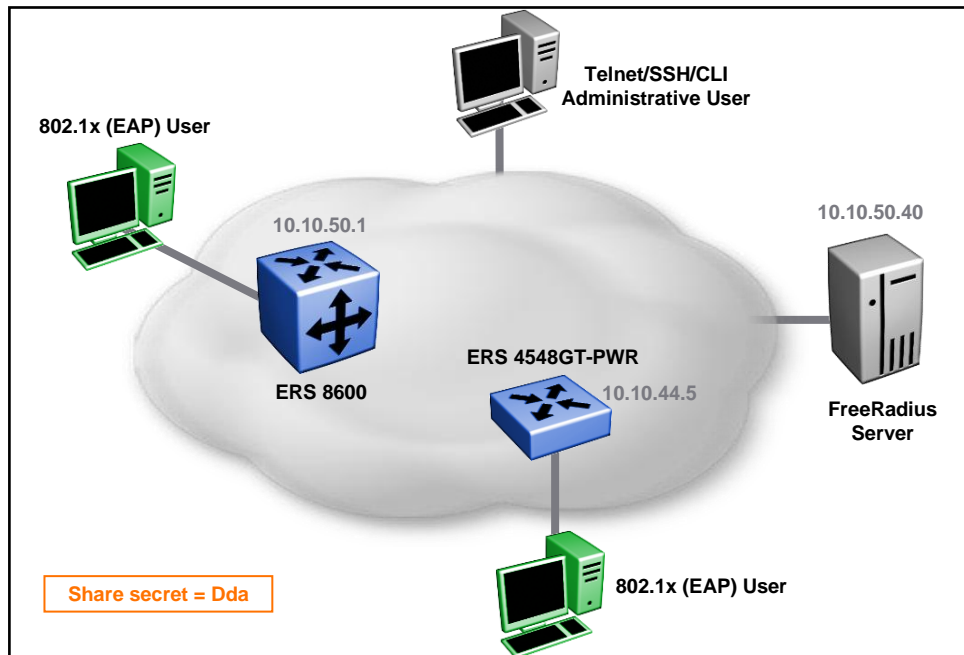 Telnet/SSH/CLI
Administrative User
802.1x (EAP) User
10.10.50.1
10.10.50.40
ERS 8600
ERS 4548GT-PWR
10.10.44.5
FreeRadius
Server
Share secret = Dda
802.1x (EAP) User